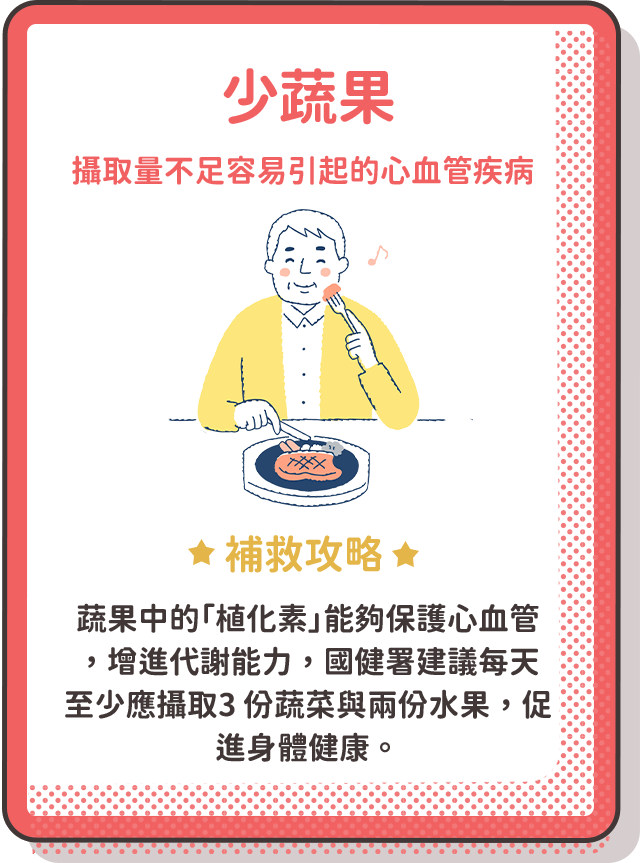 少蔬果
攝取量不足容易引起的心血管疾病
補救攻略
蔬果中的「植化素」能夠保護心血管
，增進代謝能力，國健署建議每天
至少應攝取3 份蔬菜與兩份水果，促
進身體健康。